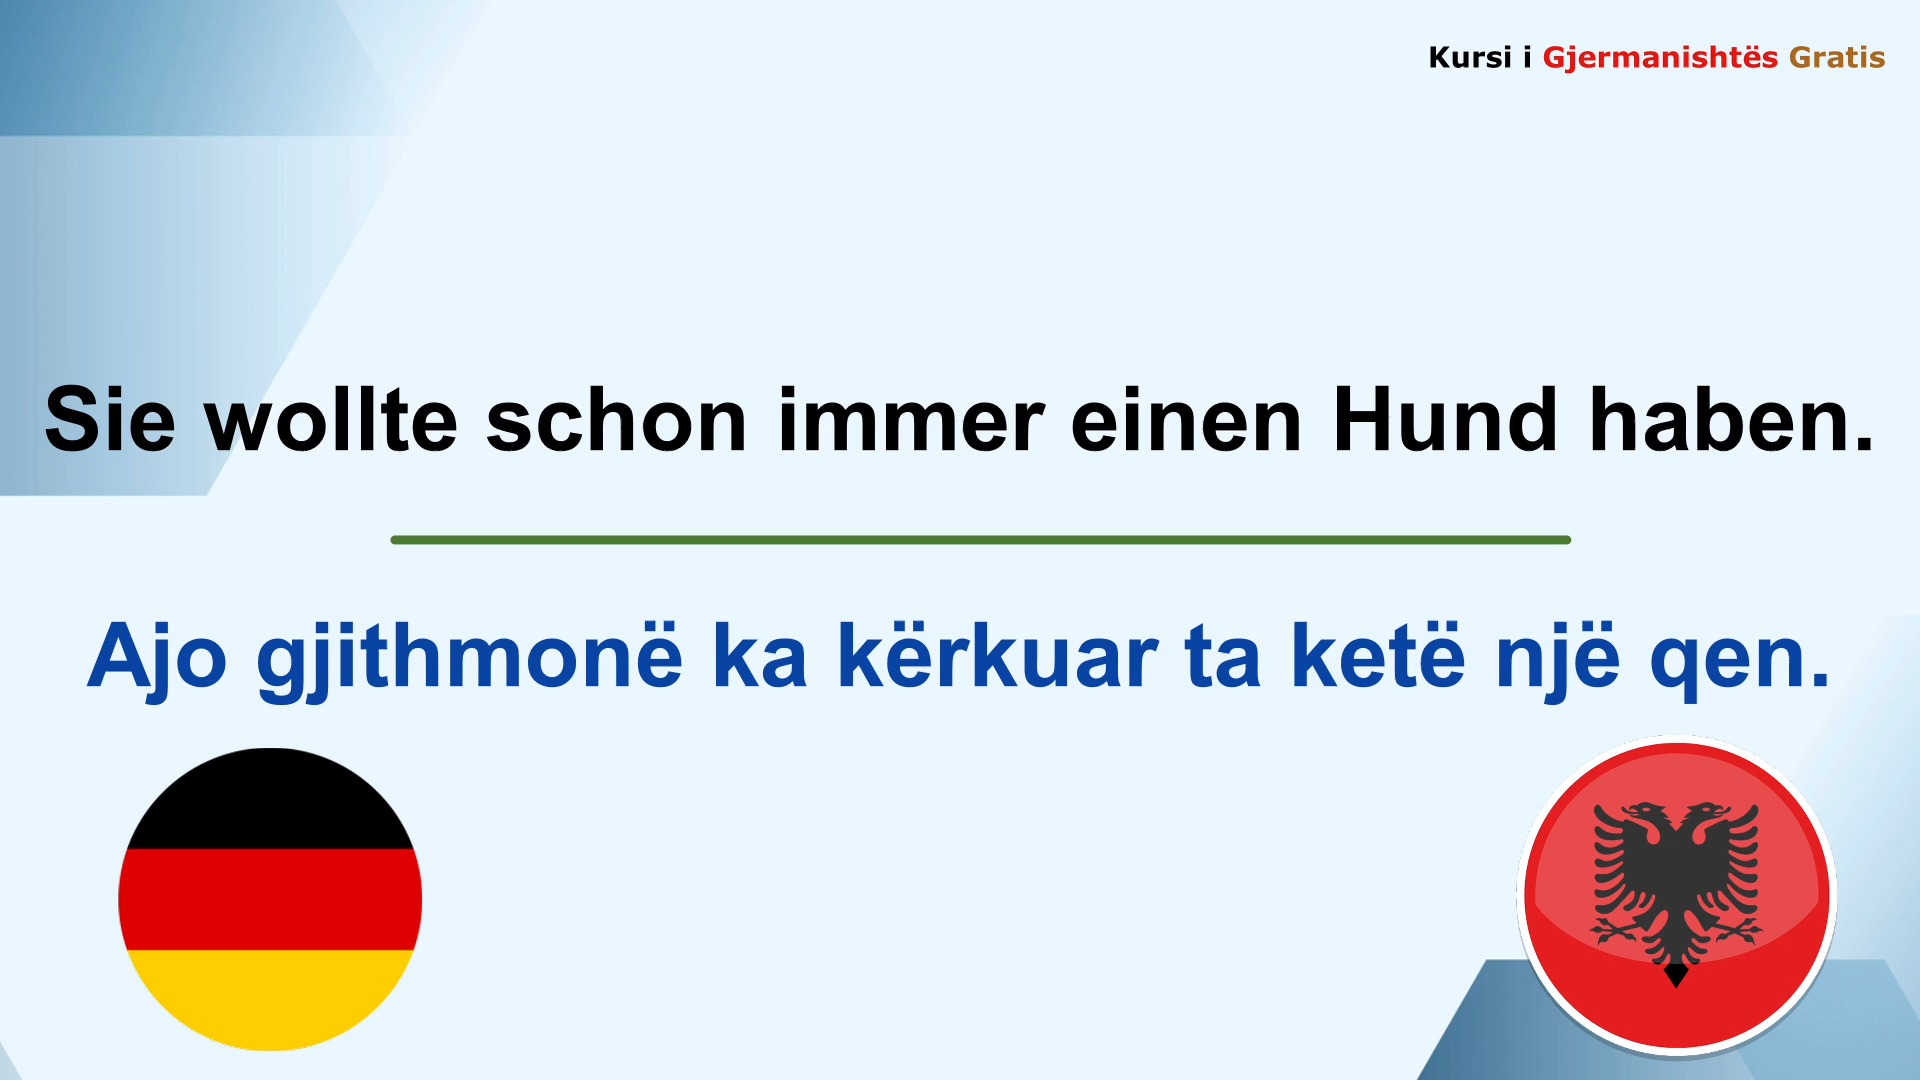 Kursi i Gjermanishtës Gratis
Sie wollte schon immer einen Hund haben.
Ajo gjithmonë ka kërkuar ta ketë një qen.